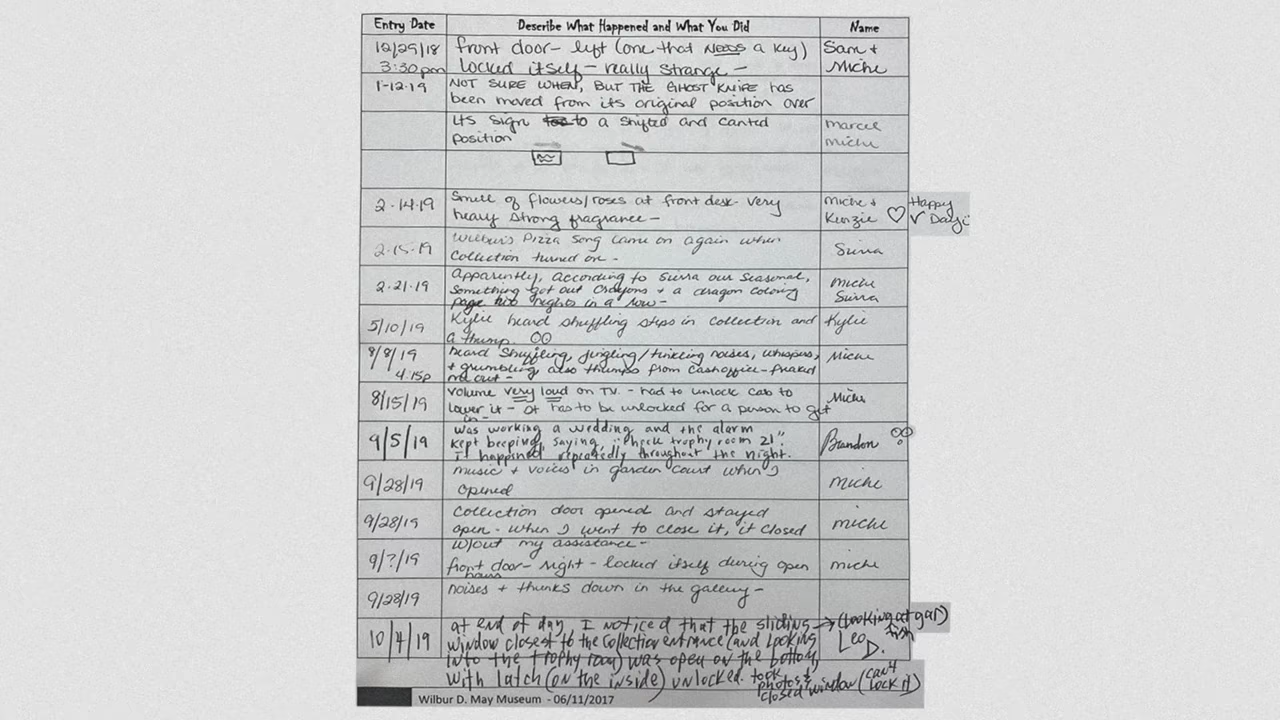 Entry Date Describe What Happened and What You Did Name
12/29/18 front door- left (one that NEEDS a key) Sam +
3:30pm locked itself - really strange - Miche
1-12-19 NOT SURE WHEN, BUT THE GHOST KNIFE has
been moved from its original position over
its sign to a shifted and canted marcel
position miche
2-14-19 Smell of flowers/roses at front desk- very miche + Happy
heavy strong fragrance - Kenzie ♡ V Day
2-15-19 Wilbur's Pizza Song came on again when Sierra
Collection turned on -
2-21-19 Apparently, according to Sierra our seasonal, miche
something got out crayons + a dragon coloring Sierra
page two nights in a row -
5/10/19 Kylie heard shuffling steps in collection and Kylie
a thump.
8/8/19 heard shuffling, jingling/tinkling noises, whispers, Miche
4:15p + grumbling also thumps from cash office - freaked
me out -
8/15/19 volume very loud on TV. - had to unlock cab to Miche
lower it - it has to be unlocked for a person to get
in -
9/5/19 was working a wedding and the alarm Brandon
kept beeping, saying, "check trophy room 21".
it happened repeatedly throughout the night.
9/28/19 music + voices in garden court when I miche
opened
9/28/19 Collection door opened and stayed miche
open - when I went to close it, it closed
w/out my assistance -
9/?/19 front door- right - locked itself during open miche
hours
9/28/19 noises + thunks down in the gallery -
10/4/19 at end of day, I noticed that the sliding → (looking at gar) fish
window closest to the collection entrance (and looking Leo
into the trophy room) was open on the bottom, D.
with latch (on the inside) unlocked. took
photos & closed window (can't lock it)
Wilbur D. May Museum - 06/11/2017